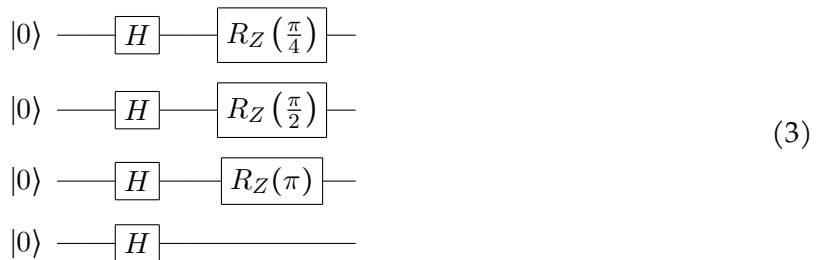 |0⟩ H R_Z(π/4)
|0⟩ H R_Z(π/2)
(3)
|0⟩ H R_Z(π)
|0⟩ H